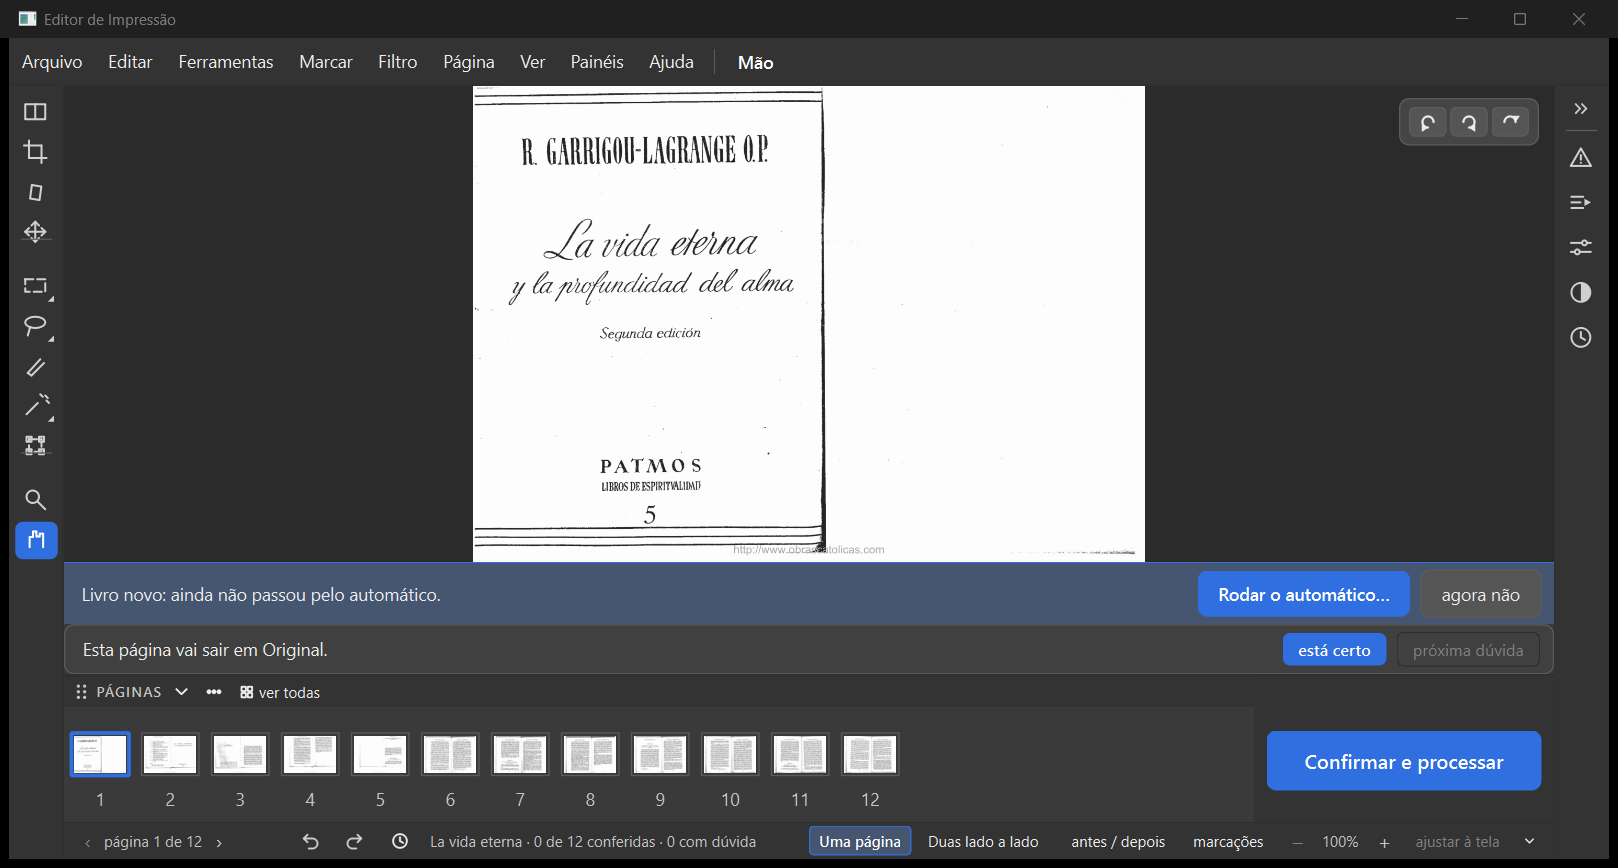 Editor de Impressão
Arquivo Editar Ferramentas Marcar Filtro Página Ver Painéis Ajuda Mão
R. GARRIGOU-LAGRANGE O.P.
La vida eterna
y la profundidad del alma
Segunda edición
PATMOS
LIBROS DE ESPIRITVALIDAD
5
http://www.obrascatolicas.com
Livro novo: ainda não passou pelo automático.
Rodar o automático...
agora não
Esta página vai sair em Original.
está certo
próxima dúvida
PÁGINAS
ver todas
1 2 3 4 5 6 7 8 9 10 11 12
Confirmar e processar
página 1 de 12
La vida eterna · 0 de 12 conferidas · 0 com dúvida
Uma página
Duas lado a lado
antes / depois
marcações
100%
ajustar à tela